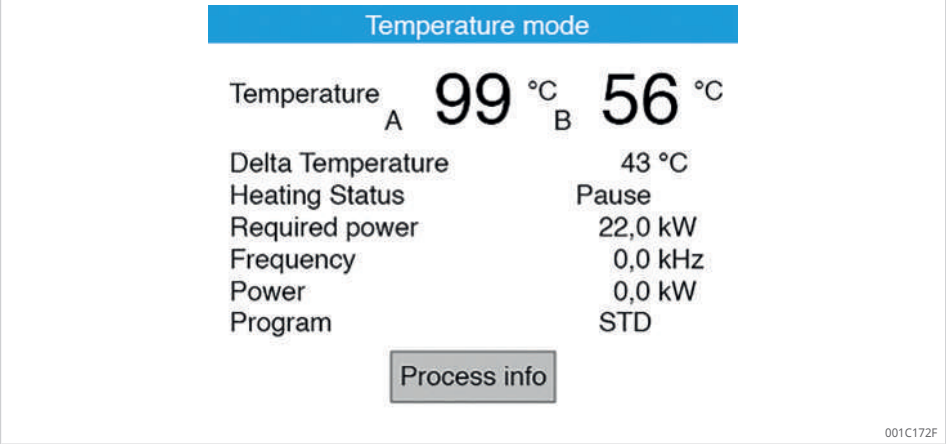 Temperature mode
Temperature A 99 °C B 56 °C
Delta Temperature 43 °C
Heating Status Pause
Required power 22,0 kW
Frequency 0,0 kHz
Power 0,0 kW
Program STD
Process info
001C172F